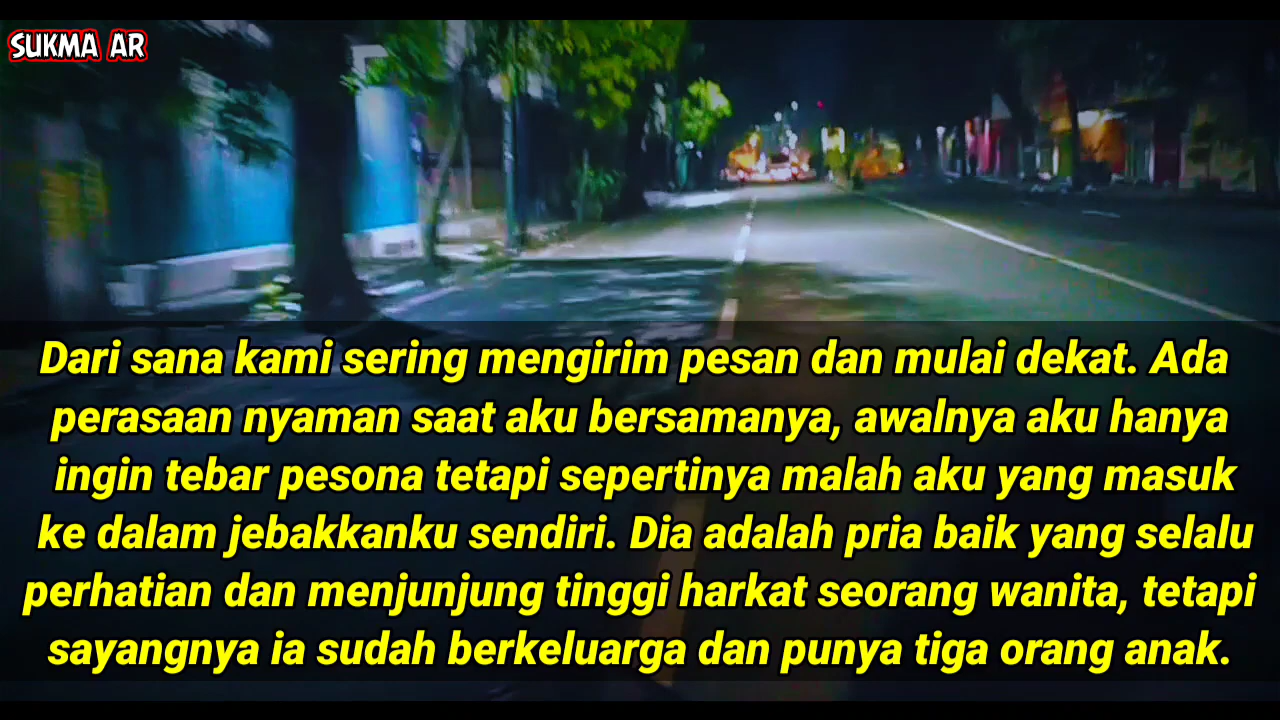 SUKMA AR
Dari sana kami sering mengirim pesan dan mulai dekat. Ada
perasaan nyaman saat aku bersamanya, awalnya aku hanya
ingin tebar pesona tetapi sepertinya malah aku yang masuk
ke dalam jebakkanku sendiri. Dia adalah pria baik yang selalu
perhatian dan menjunjung tinggi harkat seorang wanita, tetapi
sayangnya ia sudah berkeluarga dan punya tiga orang anak.